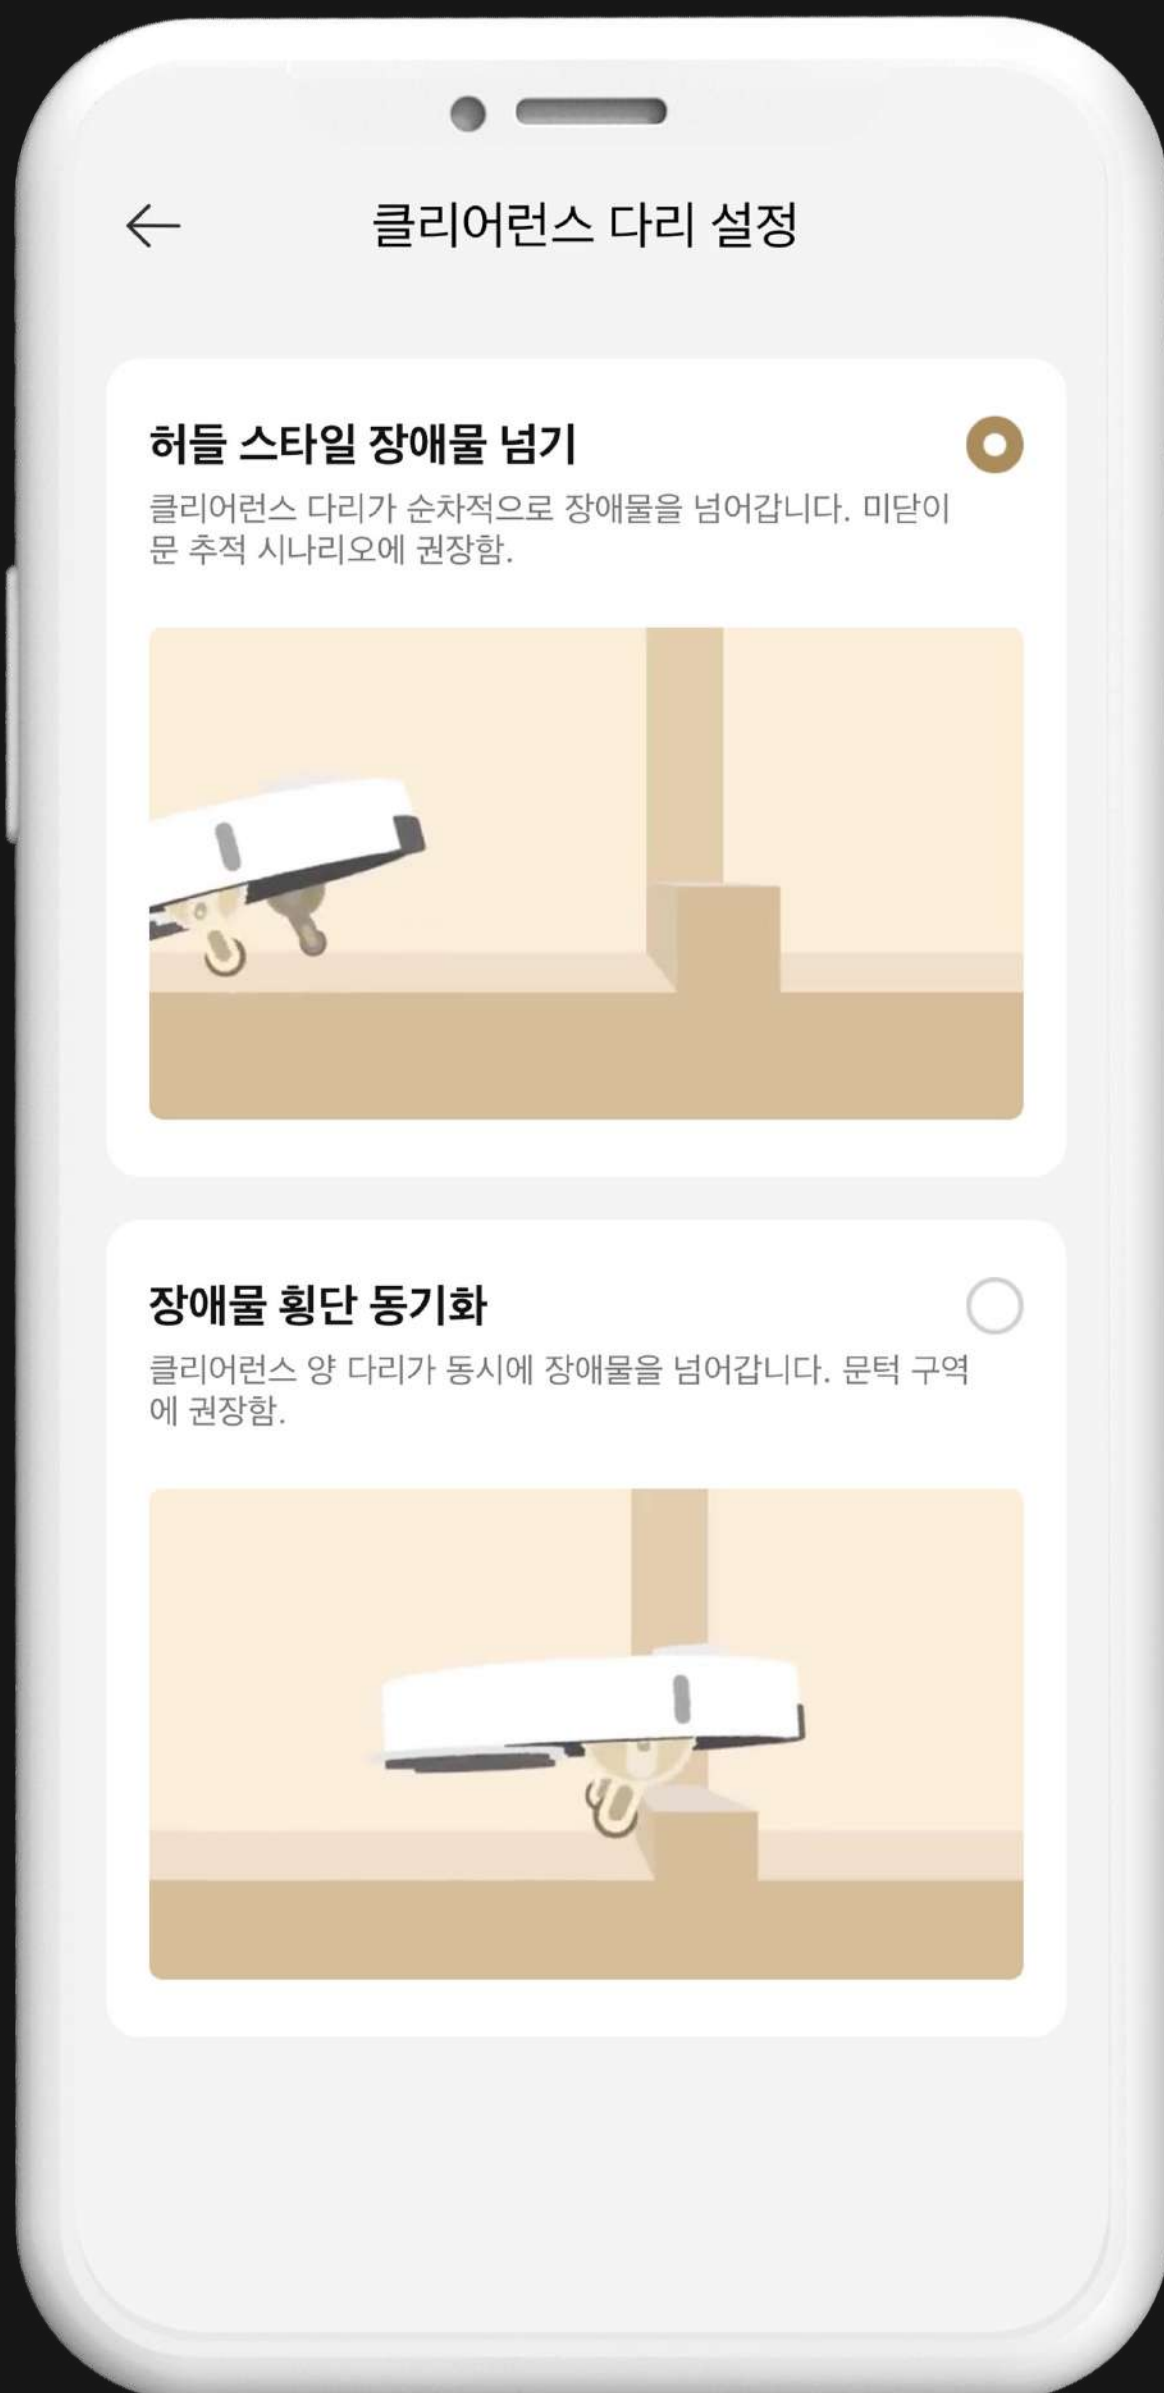 클리어런스 다리 설정
허들 스타일 장애물 넘기
클리어런스 다리가 순차적으로 장애물을 넘어갑니다. 미닫이
문 추적 시나리오에 권장함.
장애물 횡단 동기화
클리어런스 양 다리가 동시에 장애물을 넘어갑니다. 문턱 구역
에 권장함.